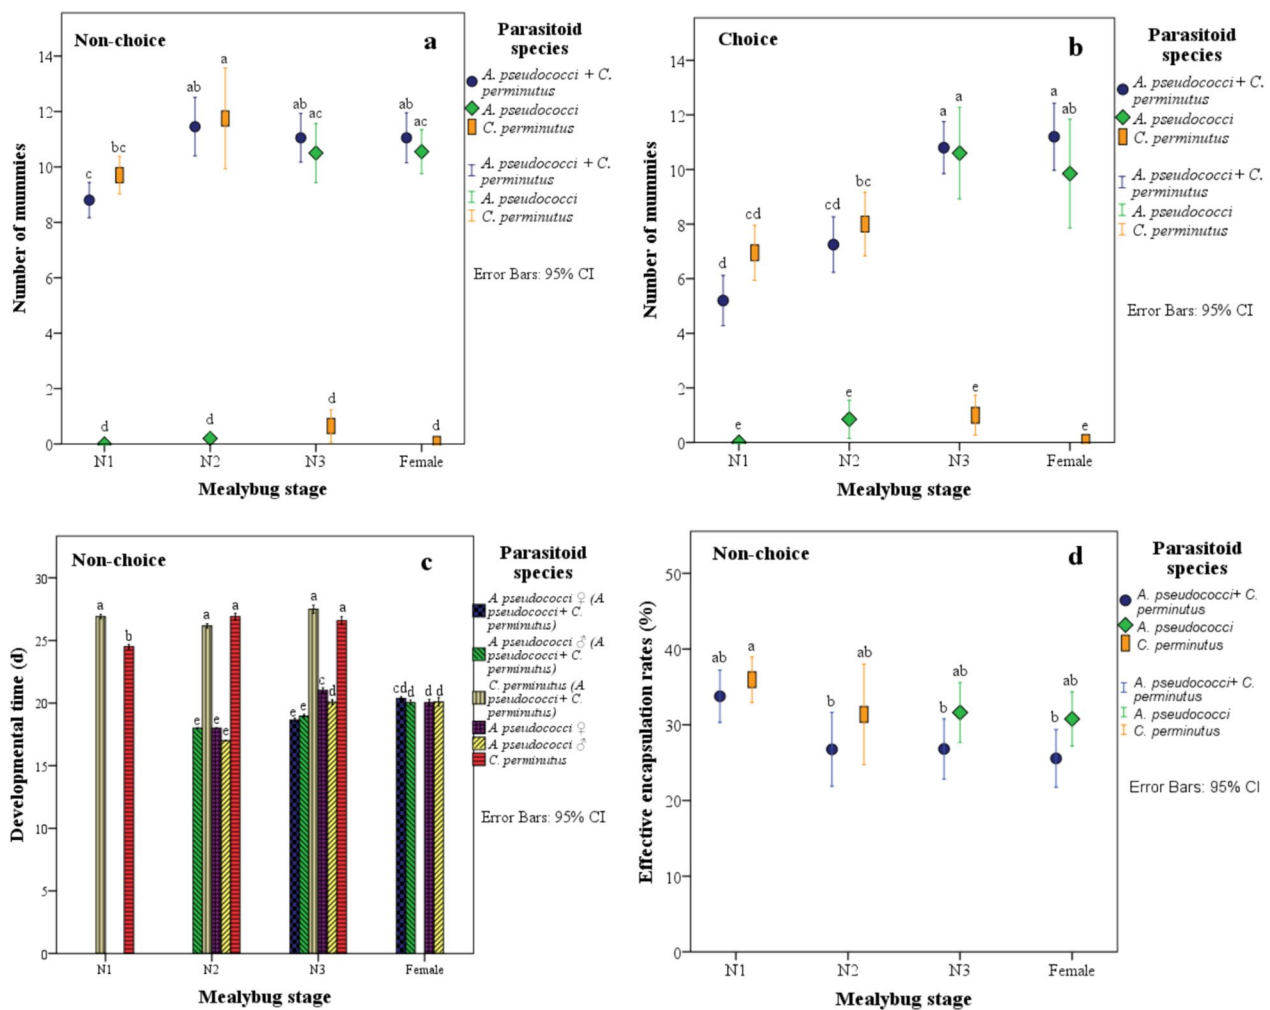 Non-choice
a
Number of mummies
14
12
10
8
6
4
2
0
c
bc
ab
a
ab
ac
ab
ac
d
d
d
d
N1
N2
N3
Female
Mealybug stage
Parasitoid
species
A. pseudococci + C.
perminutus
A. pseudococci
C. perminutus
A. pseudococci + C.
perminutus
A. pseudococci
C. perminutus
Error Bars: 95% CI
Choice
b
Number of mummies
14
12
10
8
6
4
2
0
d
cd
cd
bc
a
a
a
ab
e
e
e
e
N1
N2
N3
Female
Mealybug stage
Parasitoid
species
A. pseudococci + C.
perminutus
A. pseudococci
C. perminutus
A. pseudococci + C.
perminutus
A. pseudococci
C. perminutus
Error Bars: 95% CI
Non-choice
c
Developmental time (d)
30
25
20
15
10
5
0
a
b
e
a
e
e
a
e
e
a
c
d
a
cd
d
d
d
N1
N2
N3
Female
Mealybug stage
Parasitoid
species
A. pseudococci ♀ (A.
pseudococci + C.
perminutus)
A. pseudococci ♂ (A.
pseudococci + C.
perminutus)
C. perminutus (A.
pseudococci + C.
perminutus)
A. pseudococci ♀
A. pseudococci ♂
C. perminutus
Error Bars: 95% CI
Non-choice
d
Effective encapsulation rates (%)
50
40
30
20
10
0
ab
a
b
ab
b
ab
b
ab
N1
N2
N3
Female
Mealybug stage
Parasitoid
species
A. pseudococci+ C.
perminutus
A. pseudococci
C. perminutus
A. pseudococci+ C.
perminutus
A. pseudococci
C. perminutus
Error Bars: 95% CI